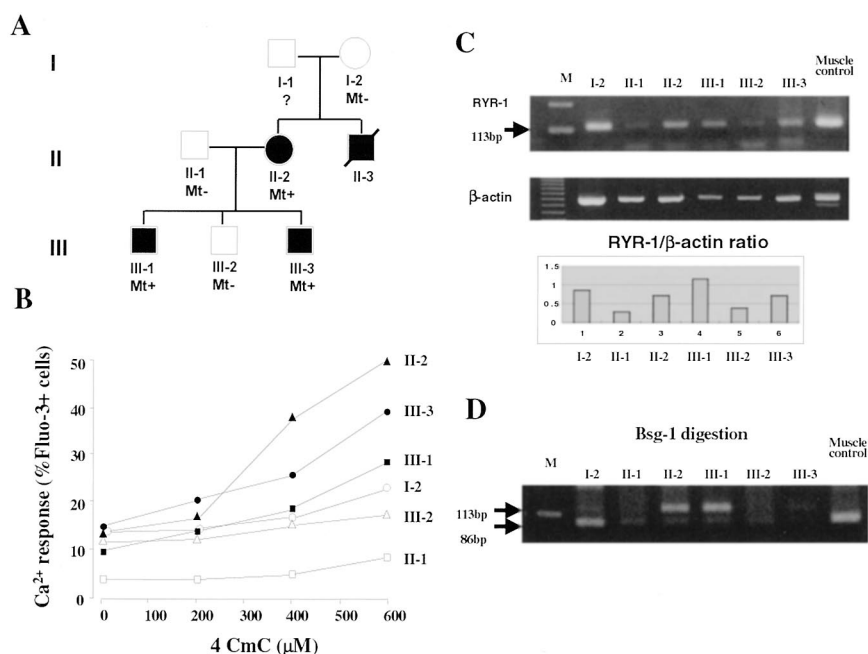 A
I
I-1
?
I-2
Mt-
II
II-1
Mt-
II-2
Mt+
II-3
III
III-1
Mt+
III-2
Mt-
III-3
Mt+
B
Ca2+ response (%Fluo-3+ cells)
50
40
30
20
10
0
0 200 400 400 600
4 CmC (μM)
II-2
III-3
III-1
I-2
III-2
II-1
C
M I-2 II-1 II-2 III-1 III-2 III-3 Muscle control
RYR-1
113bp
β-actin
RYR-1/β-actin ratio
1.5
1
0.5
0
1 2 3 4 5 6
I-2 II-1 II-2 III-1 III-2 III-3
D
Bsg-1 digestion
M I-2 II-1 II-2 III-1 III-2 III-3 Muscle control
113bp
86bp